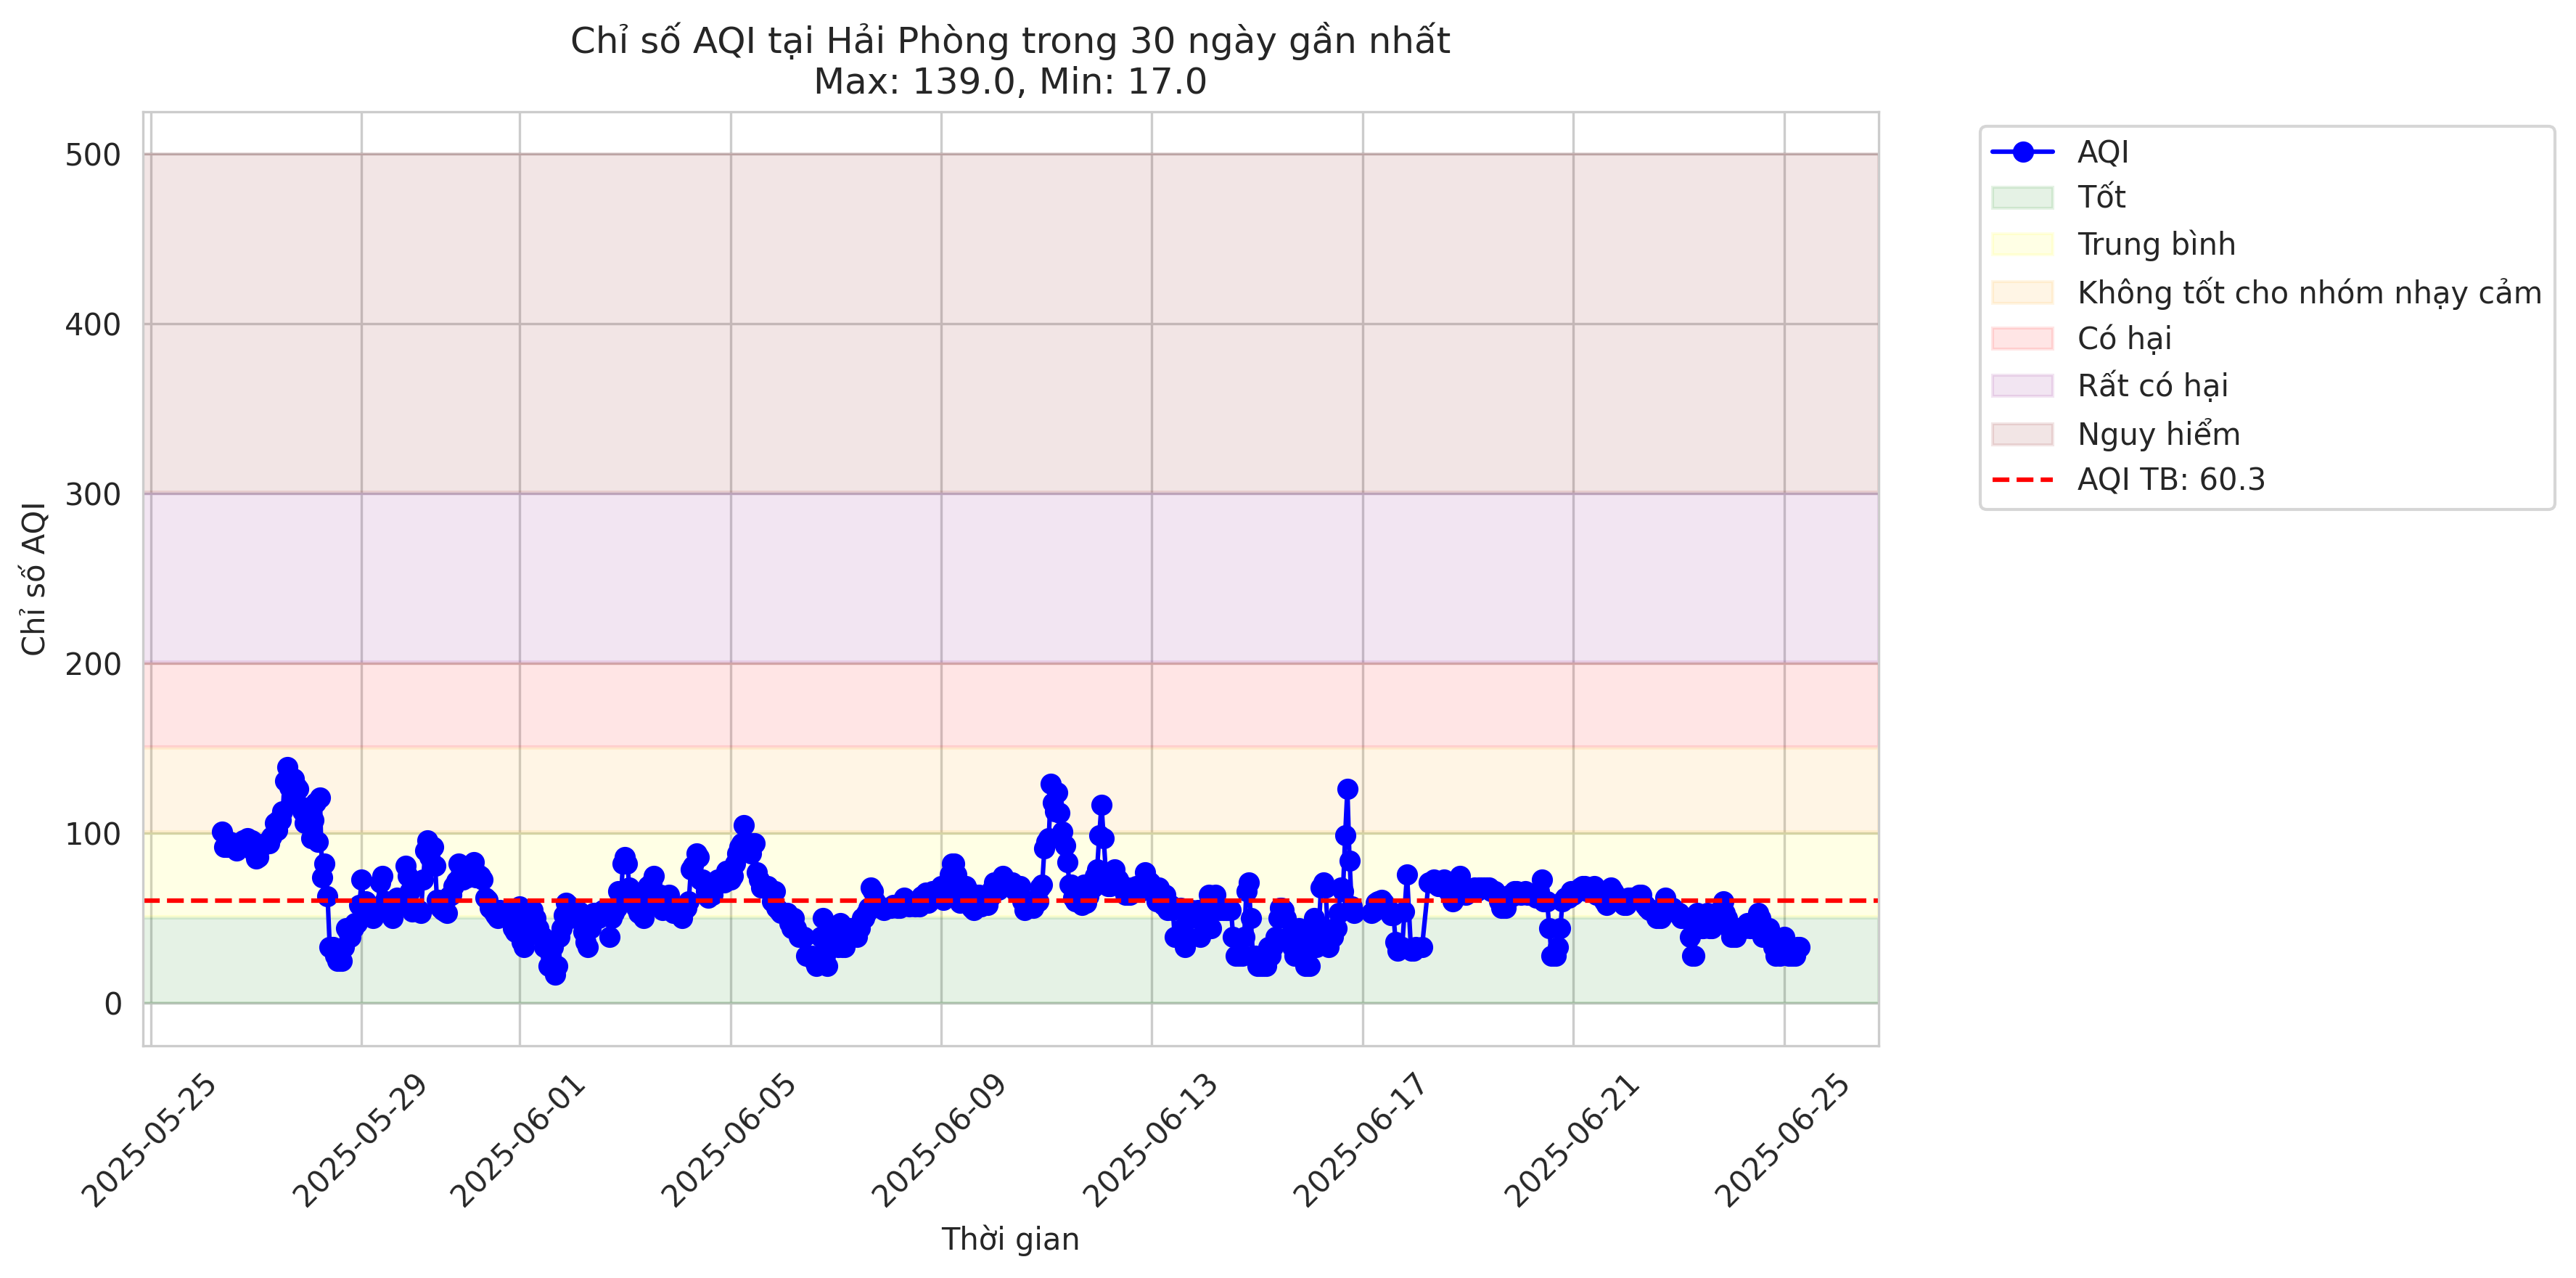 Chỉ số AQI tại Hải Phòng trong 30 ngày gần nhất
Max: 139.0, Min: 17.0
Chỉ số AQI
500
400
300
200
100
0
2025-05-25
2025-05-29
2025-06-01
2025-06-05
2025-06-09
2025-06-13
2025-06-17
2025-06-21
2025-06-25
Thời gian
AQI
Tốt
Trung bình
Không tốt cho nhóm nhạy cảm
Có hại
Rất có hại
Nguy hiểm
AQI TB: 60.3